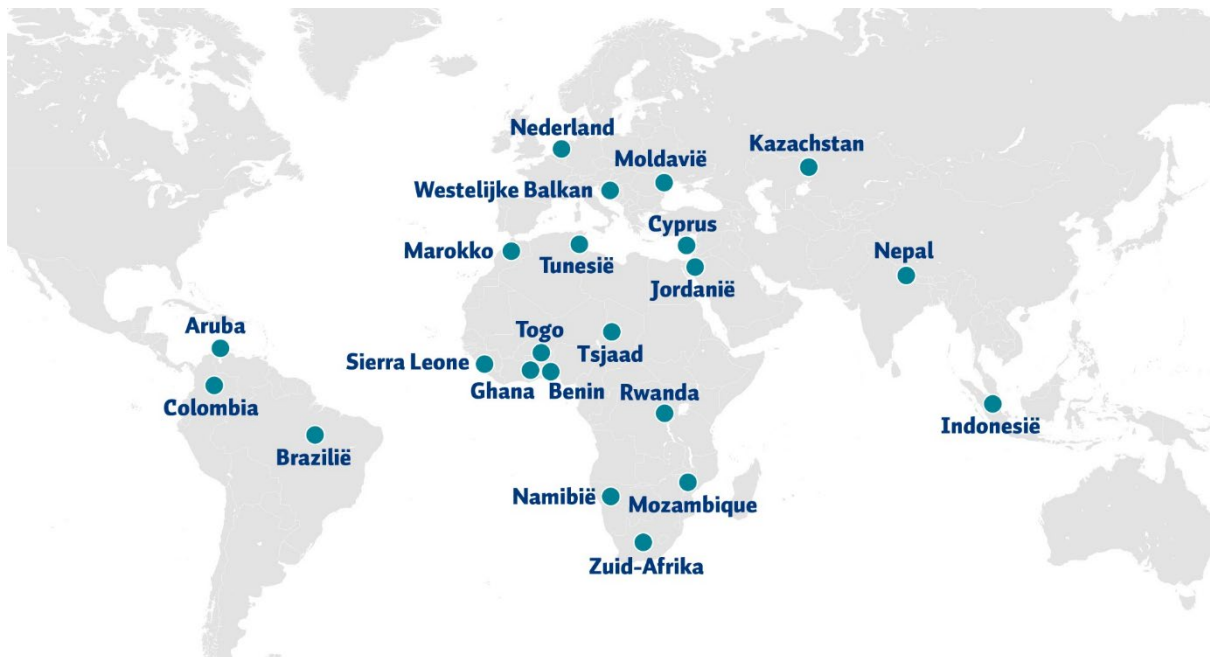 Nederland
Moldavië
Kazachstan
Westelijke Balkan
Cyprus
Marokko
Tunesië
Nepal
Jordanië
Aruba
Togo
Tsjaad
Sierra Leone
Ghana
Benin
Rwanda
Colombia
Indonesië
Brazilië
Namibië
Mozambique
Zuid-Afrika